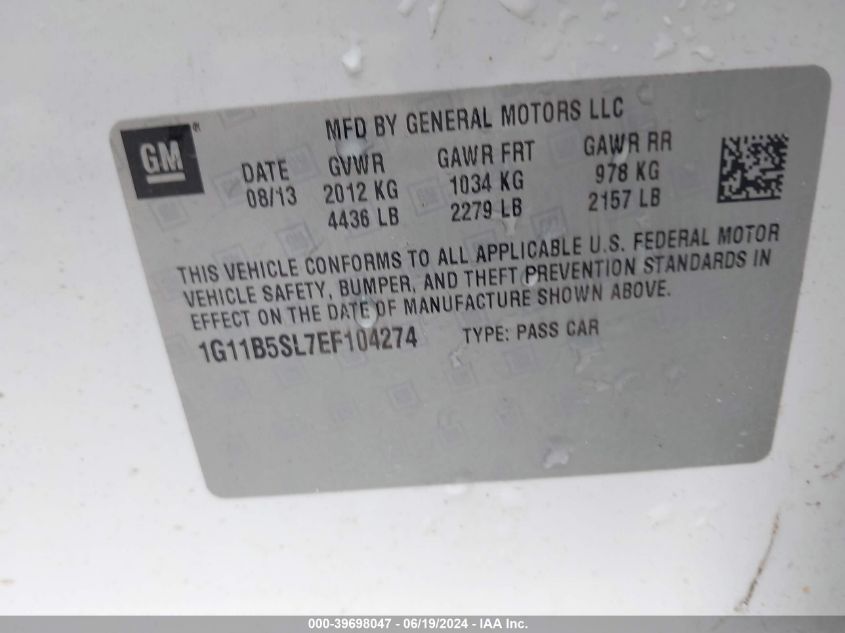 GM®
MFD BY GENERAL MOTORS LLC
DATE GVWR GAWR FRT GAWR RR
08/13 2012 KG 1034 KG 978 KG
4436 LB 2279 LB 2157 LB
THIS VEHICLE CONFORMS TO ALL APPLICABLE U.S. FEDERAL MOTOR
VEHICLE SAFETY, BUMPER, AND THEFT PREVENTION STANDARDS IN
EFFECT ON THE DATE OF MANUFACTURE SHOWN ABOVE.
1G11B5SL7EF104274 TYPE: PASS CAR
000-39698047 - 06/19/2024 - IAA Inc.